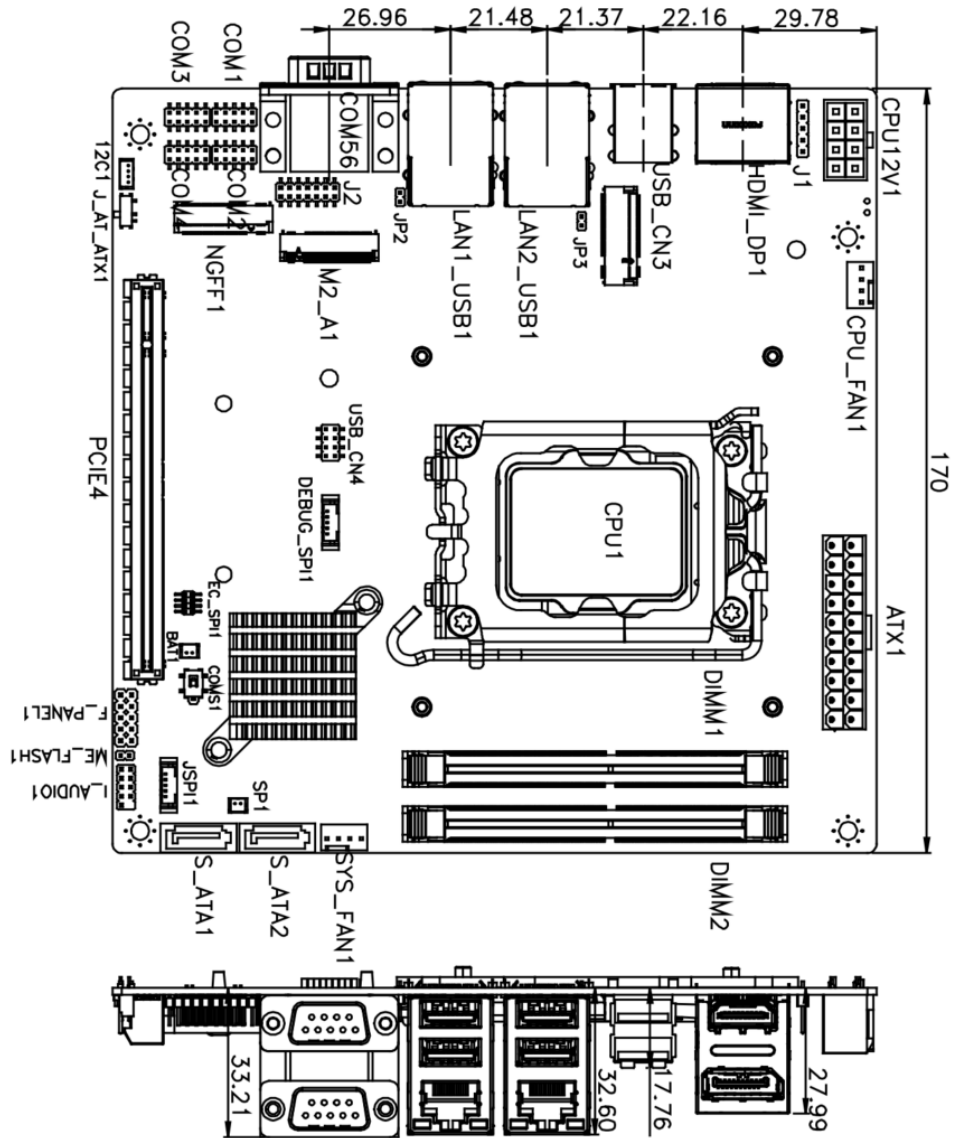 26.96
21.48
21.37
22.16
29.78
COM3
COM1
COM56
CPU12V1
J1
HDMI_DP1
USB_CN3
12C1
J_AT_ATX1
J2
JP2
LAN1_USB1
LAN2_USB1
JP3
NGFF1
M2_A1
CPU_FAN1
170
PCIE4
USB_CN4
DEBUG_SPI1
CPU1
ATX1
EC_SPI1
BAT1
COMS1
DIMM1
F_PANEL1
ME_FLASH1
I_AUDIO1
JSPI1
SP1
S_ATA1
S_ATA2
SYS_FAN1
DIMM2
33.21
32.60
17.76
27.99